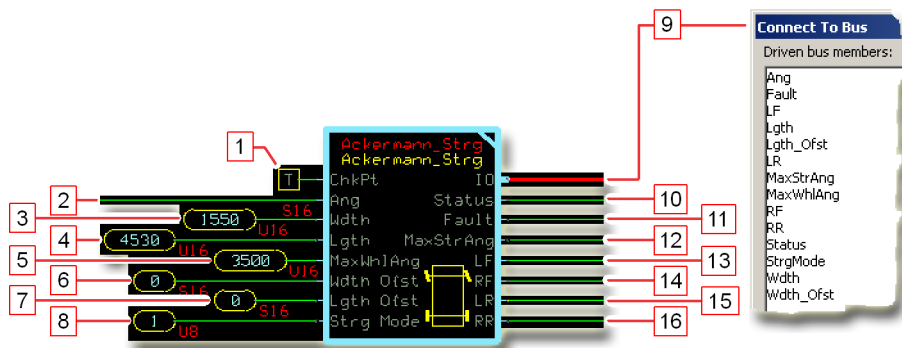 9
Connect To Bus
Driven bus members:
Ang
Fault
LF
Lgth
Lgth_Ofst
LR
MaxStrAng
MaxWhlAng
RF
RR
Status
StrgMode
Wdth
Wdth_Ofst
Ackermann_Strg
Ackermann_Strg
1
T
ChkPt
IO
2
Ang
Status
10
3
1550
S16
Wdth
Fault
11
4
4530
U16
Lgth
MaxStrAng
12
5
3500
U16
MaxWhlAng
LF
13
6
0
S16
Wdth Ofst
RF
14
7
0
S16
Lgth Ofst
LR
15
8
1
U8
Strg Mode
RR
16